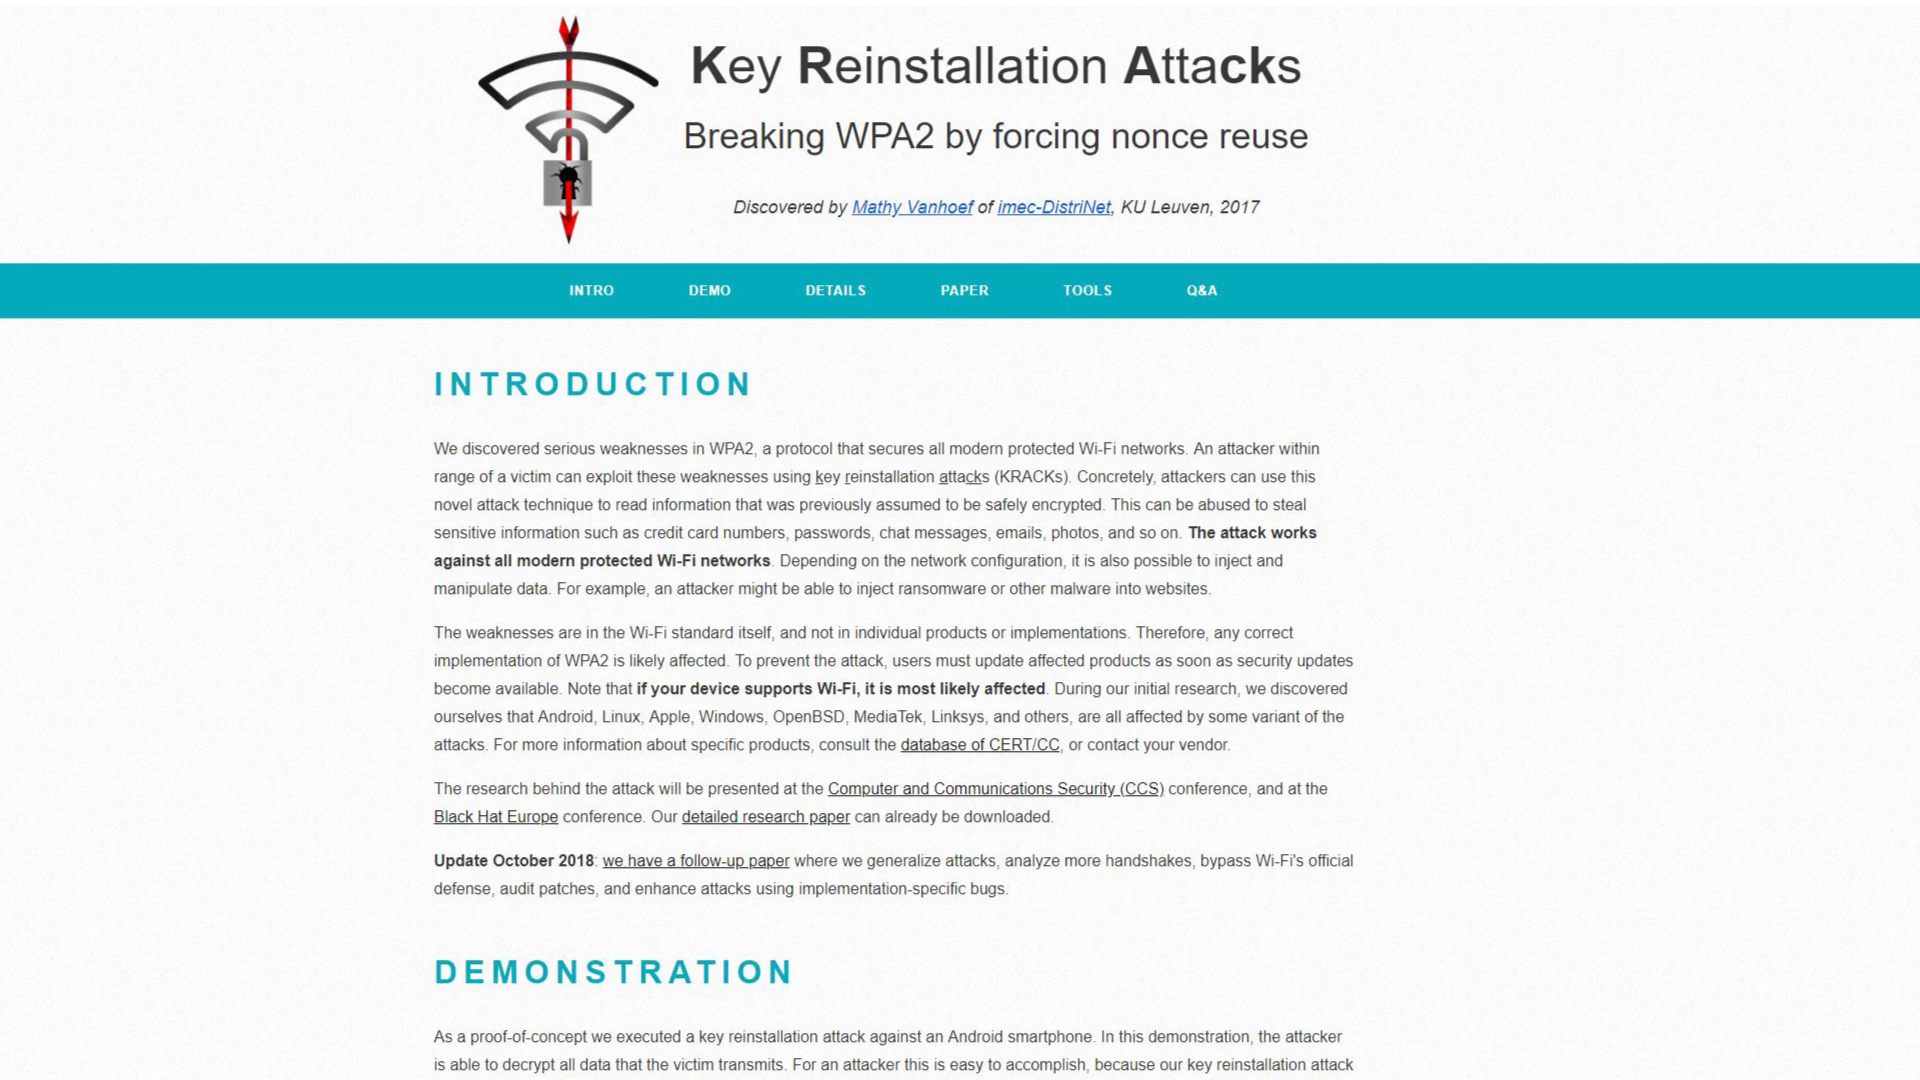 Key Reinstallation Attacks
Breaking WPA2 by forcing nonce reuse
Discovered by Mathy Vanhoef of imec-DistriNet, KU Leuven, 2017
INTRO DEMO DETAILS PAPER TOOLS Q&A
INTRODUCTION
We discovered serious weaknesses in WPA2, a protocol that secures all modern protected Wi-Fi networks. An attacker within
range of a victim can exploit these weaknesses using key reinstallation attacks (KRACKs). Concretely, attackers can use this
novel attack technique to read information that was previously assumed to be safely encrypted. This can be abused to steal
sensitive information such as credit card numbers, passwords, chat messages, emails, photos, and so on. The attack works
against all modern protected Wi-Fi networks. Depending on the network configuration, it is also possible to inject and
manipulate data. For example, an attacker might be able to inject ransomware or other malware into websites.
The weaknesses are in the Wi-Fi standard itself, and not in individual products or implementations. Therefore, any correct
implementation of WPA2 is likely affected. To prevent the attack, users must update affected products as soon as security updates
become available. Note that if your device supports Wi-Fi, it is most likely affected. During our initial research, we discovered
ourselves that Android, Linux, Apple, Windows, OpenBSD, MediaTek, Linksys, and others, are all affected by some variant of the
attacks. For more information about specific products, consult the database of CERT/CC, or contact your vendor.
The research behind the attack will be presented at the Computer and Communications Security (CCS) conference, and at the
Black Hat Europe conference. Our detailed research paper can already be downloaded.
Update October 2018: we have a follow-up paper where we generalize attacks, analyze more handshakes, bypass Wi-Fi's official
defense, audit patches, and enhance attacks using implementation-specific bugs.
DEMONSTRATION
As a proof-of-concept we executed a key reinstallation attack against an Android smartphone. In this demonstration, the attacker
is able to decrypt all data that the victim transmits. For an attacker this is easy to accomplish, because our key reinstallation attack